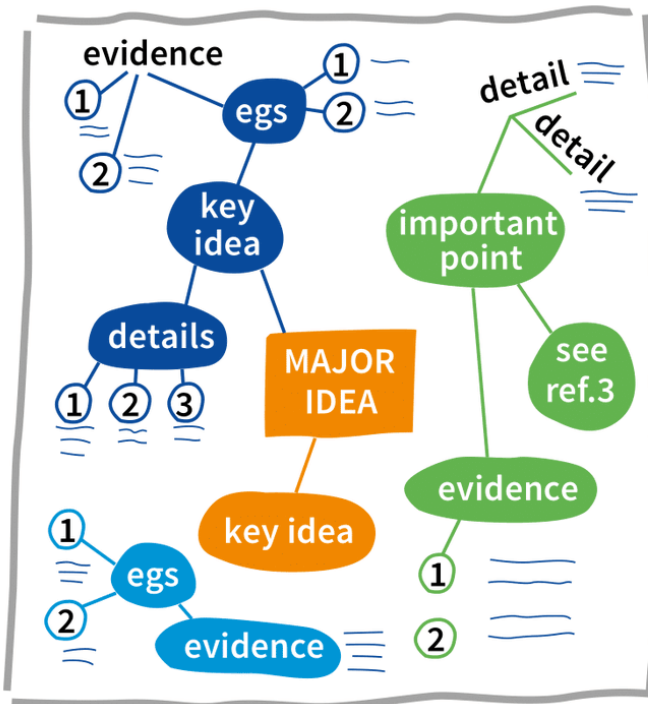 evidence
1
2
egs
1
2
key
idea
details
1
2
3
MAJOR
IDEA
key idea
1
egs
2
evidence
detail
detail
important
point
see
ref.3
evidence
1
2